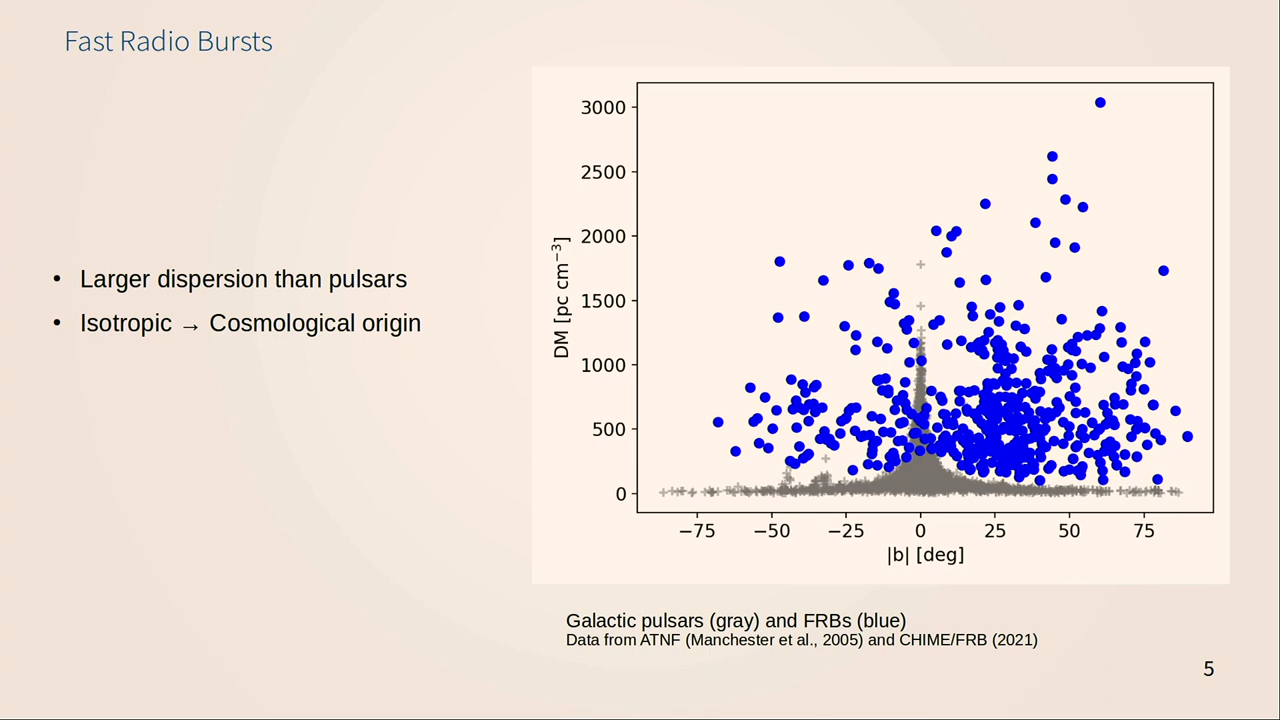 Fast Radio Bursts
• Larger dispersion than pulsars
• Isotropic → Cosmological origin
DM [pc cm⁻³]
3000
2500
2000
1500
1000
500
0
−75 −50 −25 0 25 50 75
|b| [deg]
Galactic pulsars (gray) and FRBs (blue)
Data from ATNF (Manchester et al., 2005) and CHIME/FRB (2021)
5